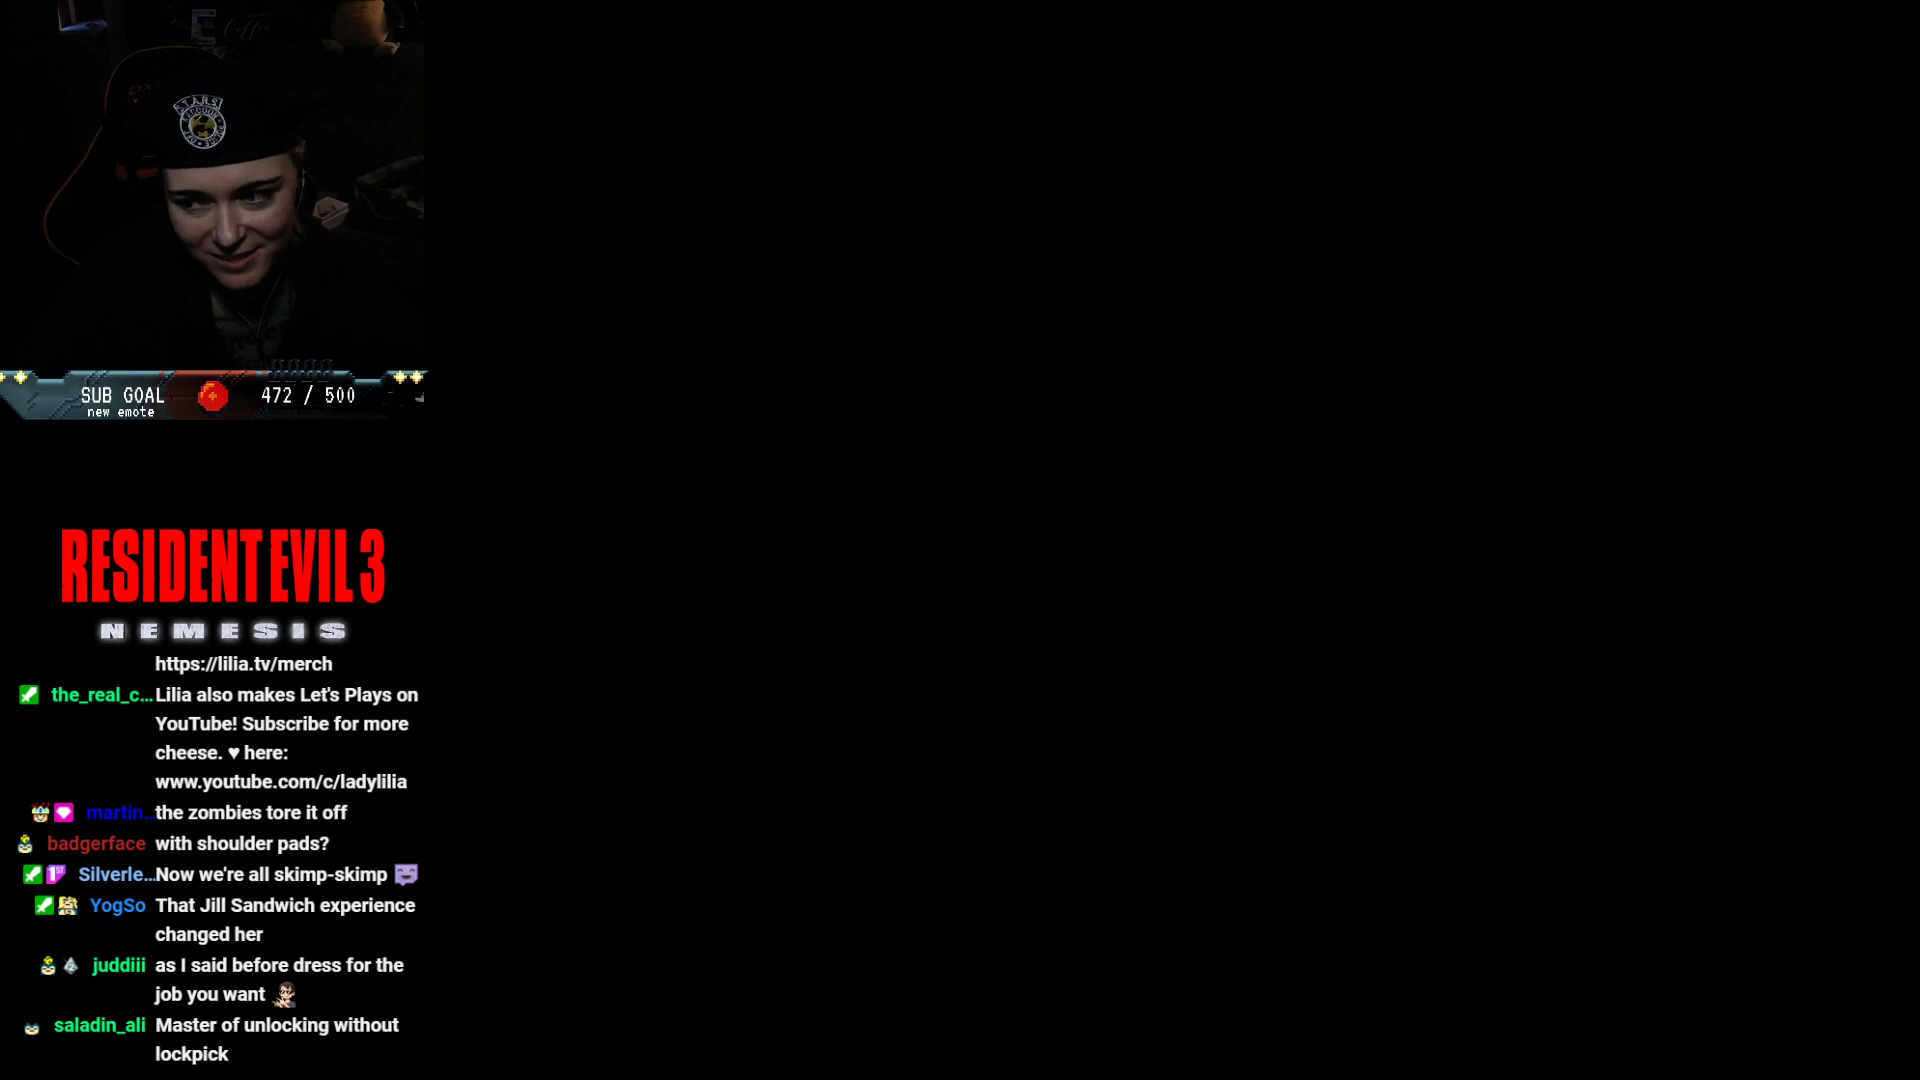 S.T.A.R.S.
RACCOON
SUB GOAL
472 / 500
new emote
RESIDENT EVIL 3
NEMESIS
https://lilia.tv/merch
the_real_c... Lilia also makes Let's Plays on
YouTube! Subscribe for more
cheese. ♥ here:
www.youtube.com/c/ladylilia
martin... the zombies tore it off
badgerface with shoulder pads?
1ST Silverle... Now we're all skimp-skimp
YogSo That Jill Sandwich experience
changed her
juddiii as I said before dress for the
job you want
saladin_ali Master of unlocking without
lockpick